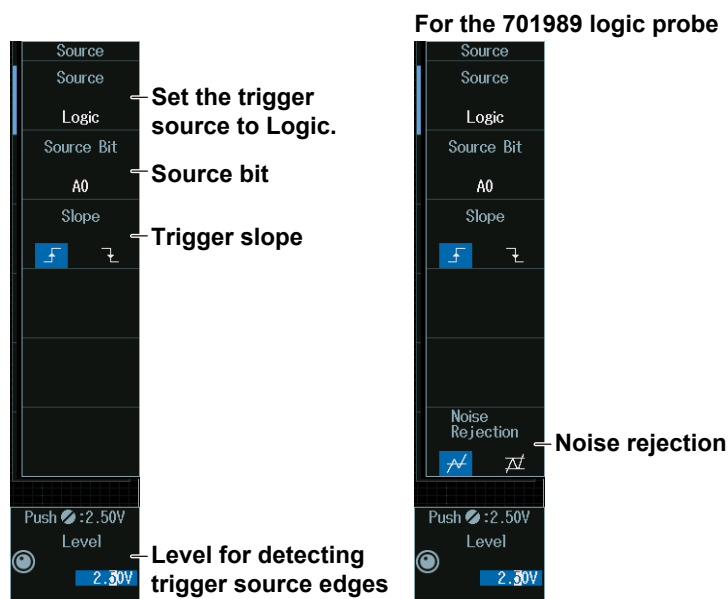 For the 701989 logic probe
Source
Source
Logic
Set the trigger
source to Logic.
Source Bit
A0
Source bit
Slope
Trigger slope
Push :2.50V
Level
2.50V
Level for detecting
trigger source edges
Source
Source
Logic
Source Bit
A0
Slope
Noise
Rejection
Noise rejection
Push :2.50V
Level
2.50V